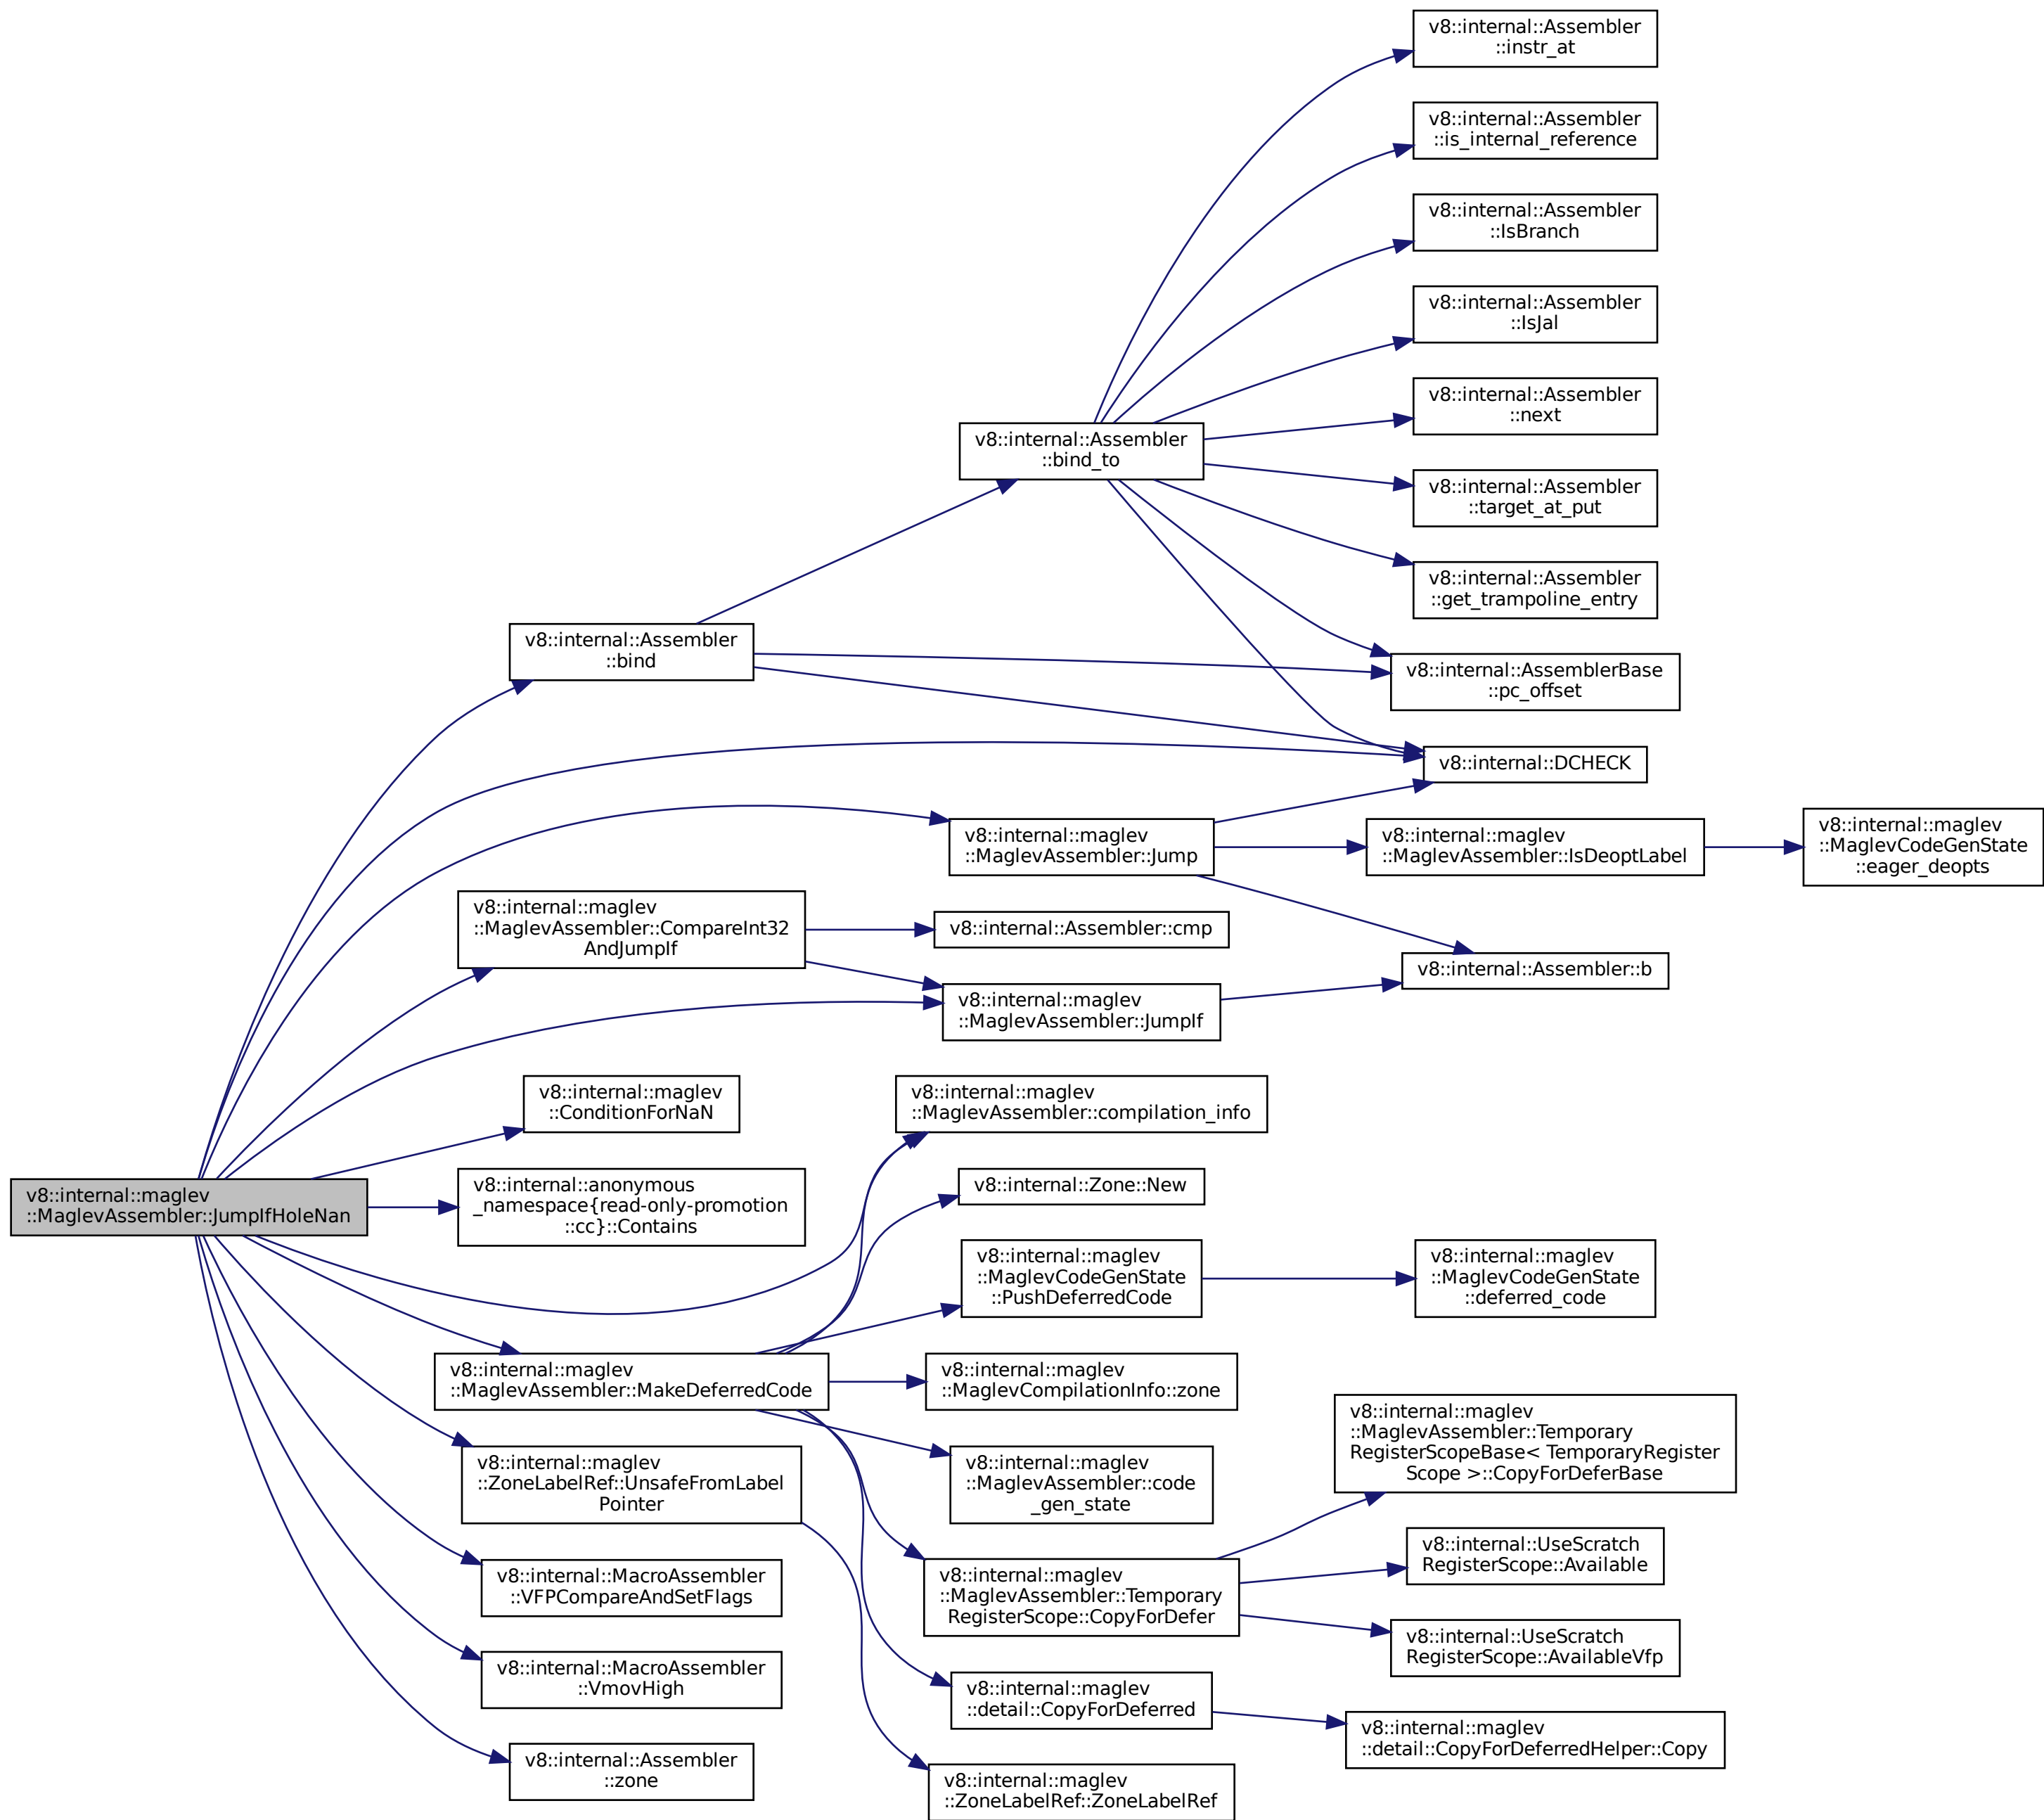 v8::internal::Assembler
::instr_at
v8::internal::Assembler
::is_internal_reference
v8::internal::Assembler
::IsBranch
v8::internal::Assembler
::IsJal
v8::internal::Assembler
::next
v8::internal::Assembler
::bind_to
v8::internal::Assembler
::target_at_put
v8::internal::Assembler
::get_trampoline_entry
v8::internal::Assembler
::bind
v8::internal::AssemblerBase
::pc_offset
v8::internal::DCHECK
v8::internal::maglev
::MaglevAssembler::Jump
v8::internal::maglev
::MaglevAssembler::IsDeoptLabel
v8::internal::maglev
::MaglevCodeGenState
::eager_deopts
v8::internal::maglev
::MaglevAssembler::CompareInt32
AndJumpIf
v8::internal::Assembler::cmp
v8::internal::Assembler::b
v8::internal::maglev
::MaglevAssembler::JumpIf
v8::internal::maglev
::ConditionForNaN
v8::internal::maglev
::MaglevAssembler::compilation_info
v8::internal::maglev
::MaglevAssembler::JumpIfHoleNan
v8::internal::anonymous
_namespace{read-only-promotion
::cc}::Contains
v8::internal::Zone::New
v8::internal::maglev
::MaglevCodeGenState
::PushDeferredCode
v8::internal::maglev
::MaglevCodeGenState
::deferred_code
v8::internal::maglev
::MaglevAssembler::MakeDeferredCode
v8::internal::maglev
::MaglevCompilationInfo::zone
v8::internal::maglev
::MaglevAssembler::Temporary
RegisterScopeBase< TemporaryRegister
Scope >::CopyForDeferBase
v8::internal::maglev
::ZoneLabelRef::UnsafeFromLabel
Pointer
v8::internal::maglev
::MaglevAssembler::code
_gen_state
v8::internal::UseScratch
RegisterScope::Available
v8::internal::MacroAssembler
::VFPCompareAndSetFlags
v8::internal::maglev
::MaglevAssembler::Temporary
RegisterScope::CopyForDefer
v8::internal::UseScratch
RegisterScope::AvailableVfp
v8::internal::MacroAssembler
::VmovHigh
v8::internal::maglev
::detail::CopyForDeferred
v8::internal::maglev
::detail::CopyForDeferredHelper::Copy
v8::internal::Assembler
::zone
v8::internal::maglev
::ZoneLabelRef::ZoneLabelRef